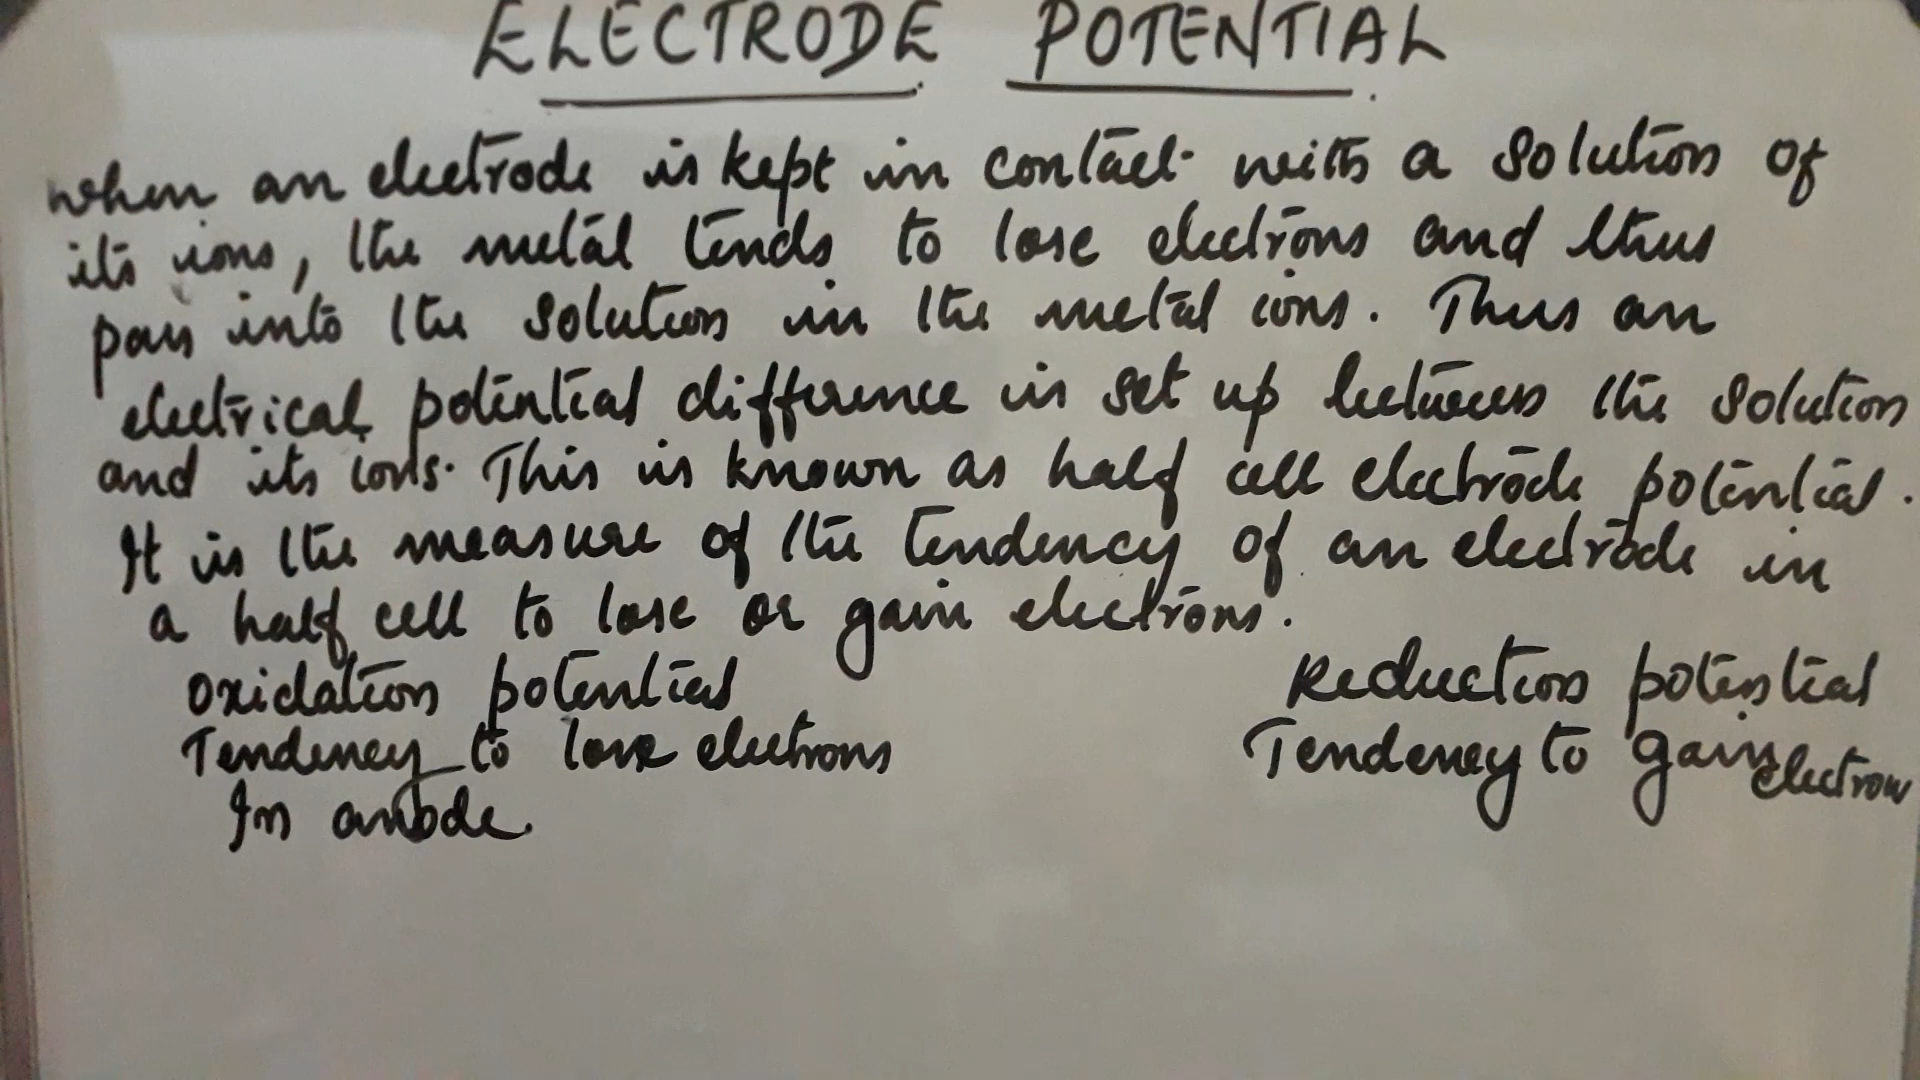 ELECTRODE POTENTIAL
When an electrode is kept in contact with a solution of
its ions, the metal tends to lose electrons and thus
pass into the solution in the metal ions. Thus an
electrical potential difference is set up between the solution
and its ions. This is known as half cell electrode potential.
It is the measure of the tendency of an electrode in
a half cell to lose or gain electrons.
Oxidation potential Reduction potential
Tendency to lose electrons Tendency to gain electron
In anode